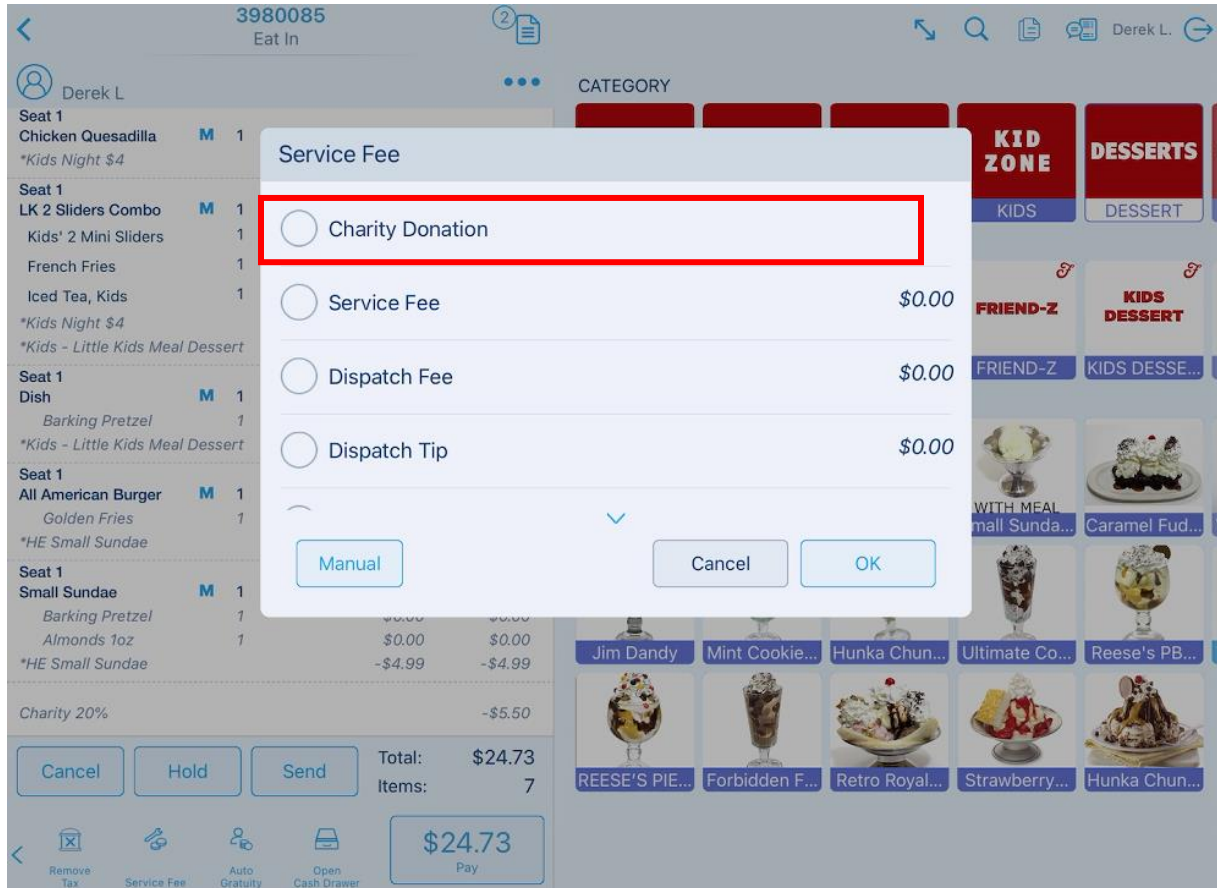 3980085
Eat In
2
Derek L.
Derek L
CATEGORY
Seat 1
Chicken Quesadilla M 1
*Kids Night $4
Seat 1
LK 2 Sliders Combo M 1
Kids' 2 Mini Sliders 1
French Fries 1
Iced Tea, Kids 1
*Kids Night $4
*Kids - Little Kids Meal Dessert
Seat 1
Dish M 1
Barking Pretzel 1
*Kids - Little Kids Meal Dessert
Seat 1
All American Burger M 1
Golden Fries 1
*HE Small Sundae
Seat 1
Small Sundae M 1
Barking Pretzel 1 $0.00 $0.00
Almonds 1oz 1 $0.00 $0.00
*HE Small Sundae -$4.99 -$4.99
Charity 20% -$5.50
Cancel Hold Send
Total: $24.73
Items: 7
Remove Tax
Service Fee
Auto Gratuity
Open Cash Drawer
$24.73
Pay
Service Fee
Charity Donation
Service Fee $0.00
Dispatch Fee $0.00
Dispatch Tip $0.00
Manual Cancel OK
KID ZONE
KIDS
DESSERTS
DESSERT
FRIEND-Z
FRIEND-Z
KIDS DESSERT
KIDS DESSE...
WITH MEAL
mall Sunda... Caramel Fud...
Jim Dandy Mint Cookie... Hunka Chun... Ultimate Co... Reese's PB...
REESE'S PIE... Forbidden F... Retro Royal... Strawberry... Hunka Chun...